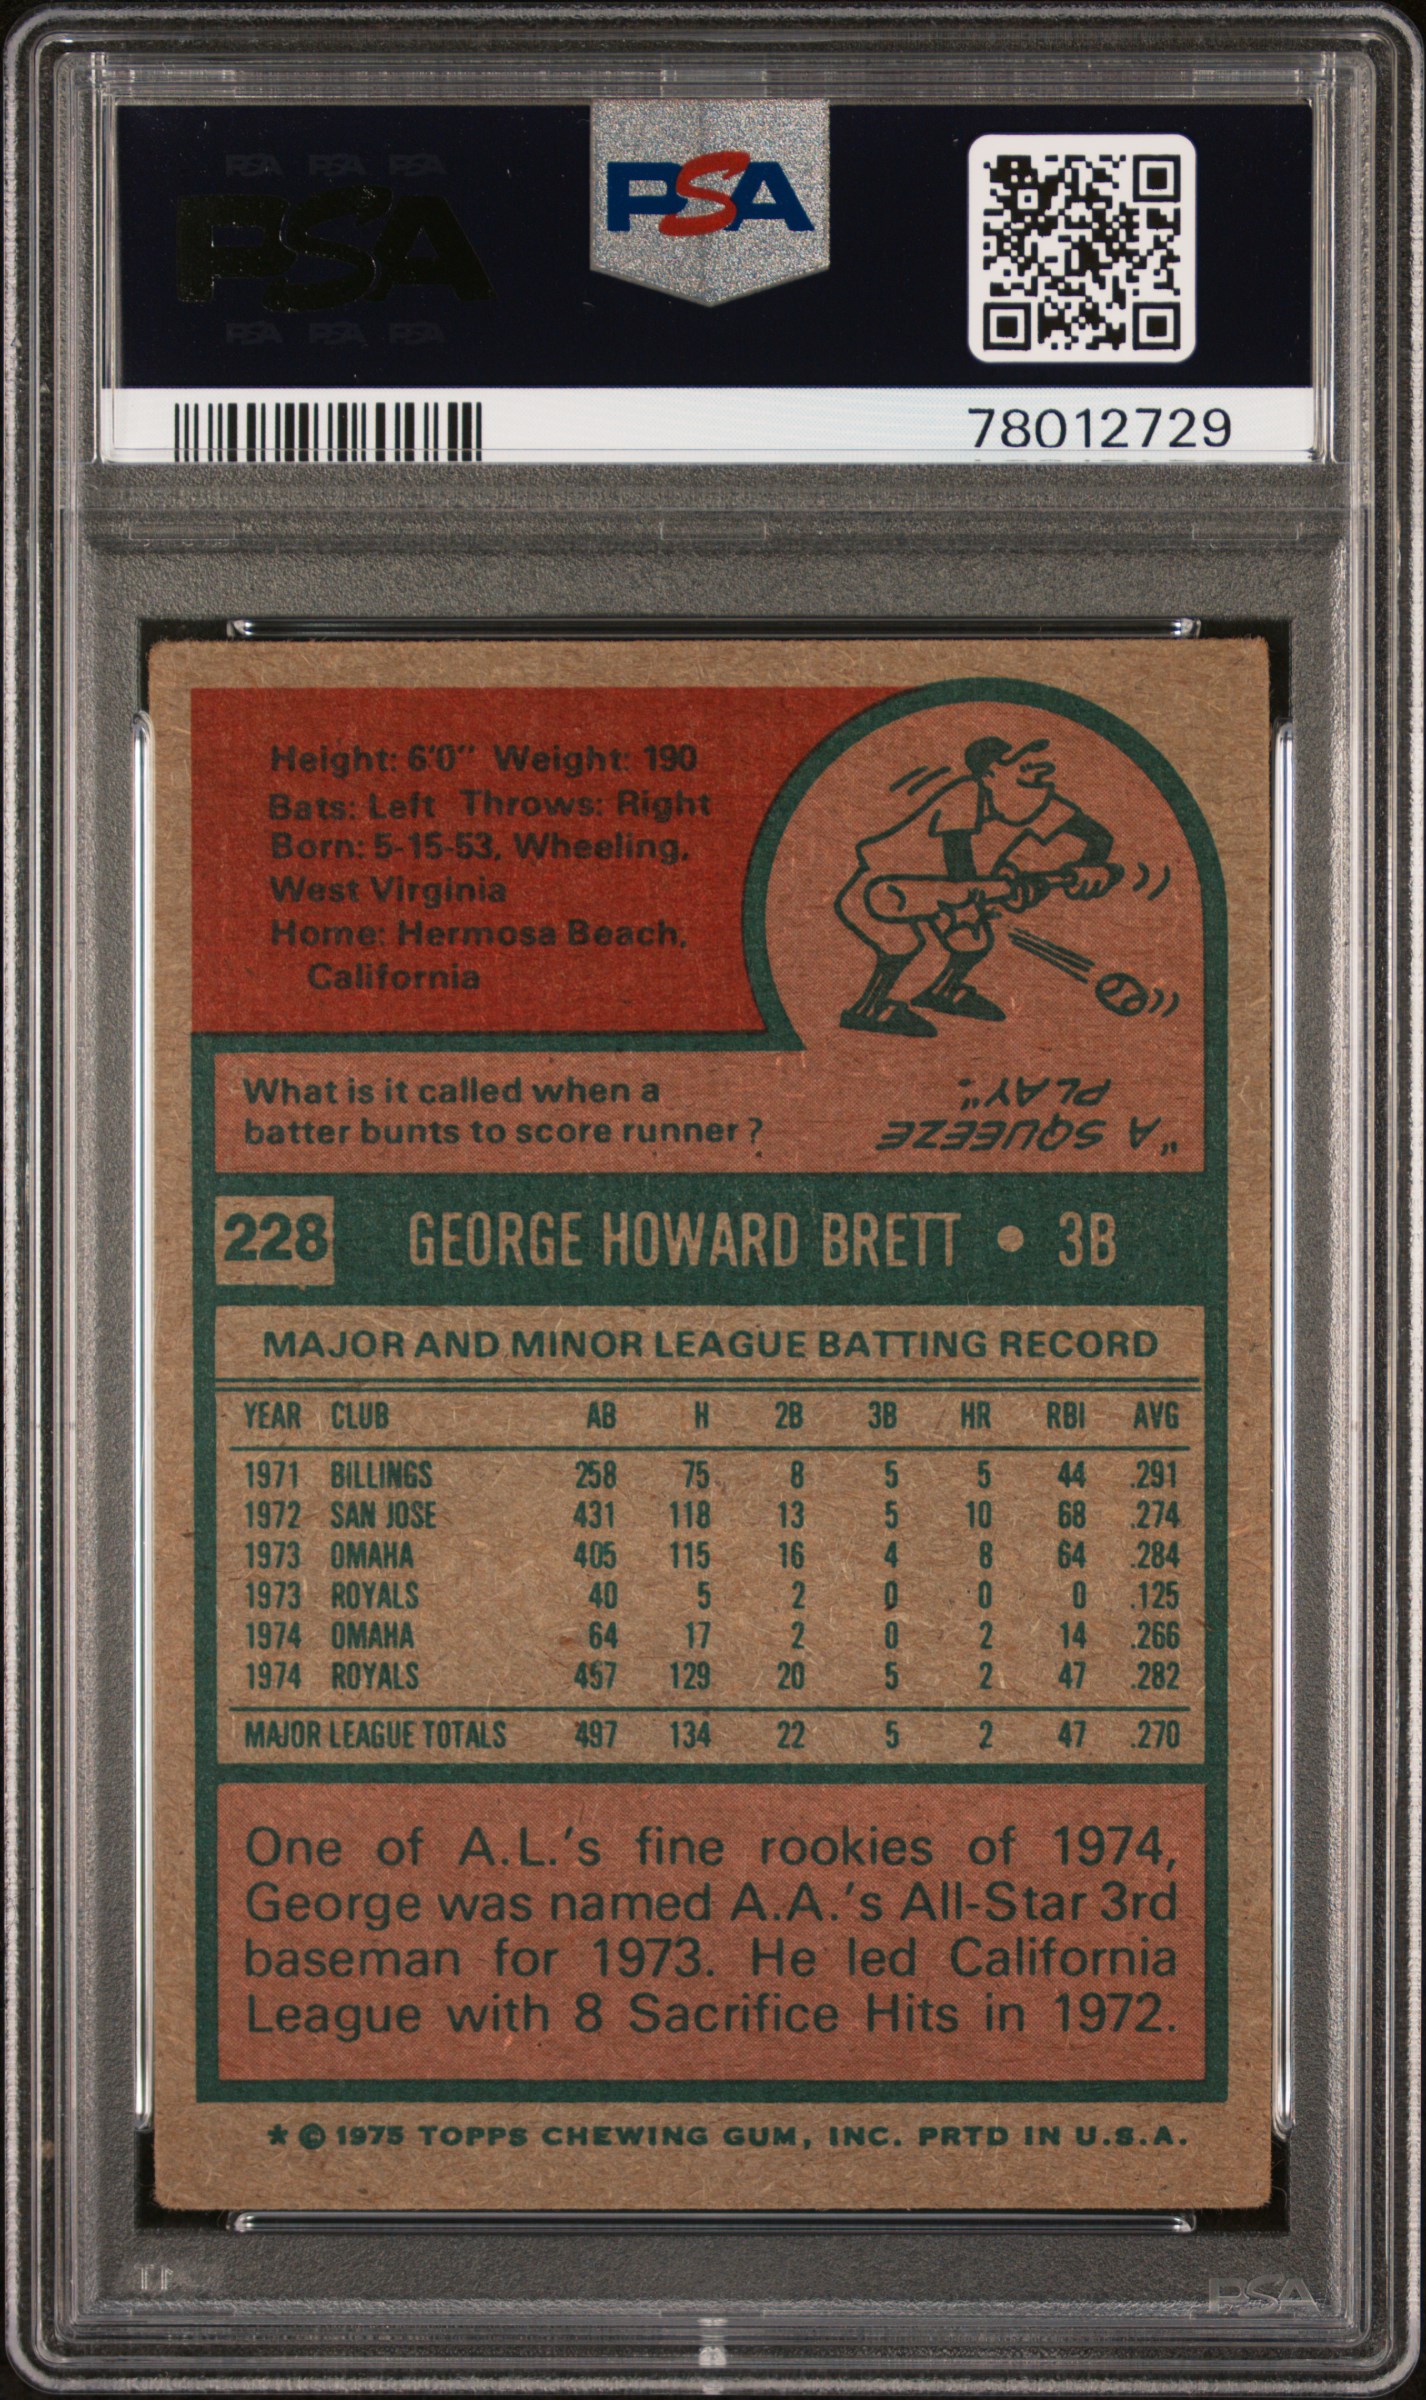 PSA PSA PSA
PSA
PSA PSA PSA
PSA
78012729
Height: 6'0" Weight: 190
Bats: Left Throws: Right
Born: 5-15-53, Wheeling,
West Virginia
Home: Hermosa Beach,
California
What is it called when a
batter bunts to score runner?
"A SQUEEZE
PLAY."
228 GEORGE HOWARD BRETT • 3B
MAJOR AND MINOR LEAGUE BATTING RECORD
YEAR CLUB AB H 2B 3B HR RBI AVG
1971 BILLINGS 258 75 8 5 5 44 .291
1972 SAN JOSE 431 118 13 5 10 68 .274
1973 OMAHA 405 115 16 4 8 64 .284
1973 ROYALS 40 5 2 0 0 0 .125
1974 OMAHA 64 17 2 0 2 14 .266
1974 ROYALS 457 129 20 5 2 47 .282
MAJOR LEAGUE TOTALS 497 134 22 5 2 47 .270
One of A.L.'s fine rookies of 1974,
George was named A.A.'s All-Star 3rd
baseman for 1973. He led California
League with 8 Sacrifice Hits in 1972.
* © 1975 TOPPS CHEWING GUM, INC. PRTD IN U.S.A.
PSA